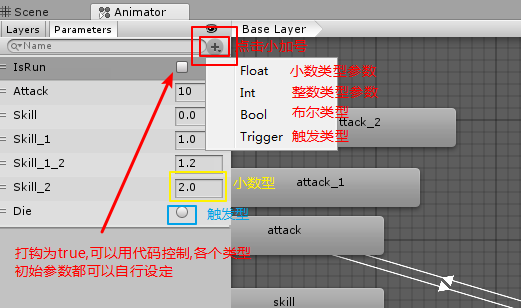 Scene
Animator
Layers
Parameters
Base Layer
Name
点击小加号
IsRun
Float 小数类型参数
Attack
10
Int 整数类型参数
Skill
0.0
Bool 布尔类型
Skill_1
1.0
Trigger 触发类型
attack_2
Skill_1_2
1.2
Skill_2
2.0
小数型
attack_1
Die
触发型
attack
打钩为true,可以用代码控制,各个类型
初始参数都可以自行设定
skill